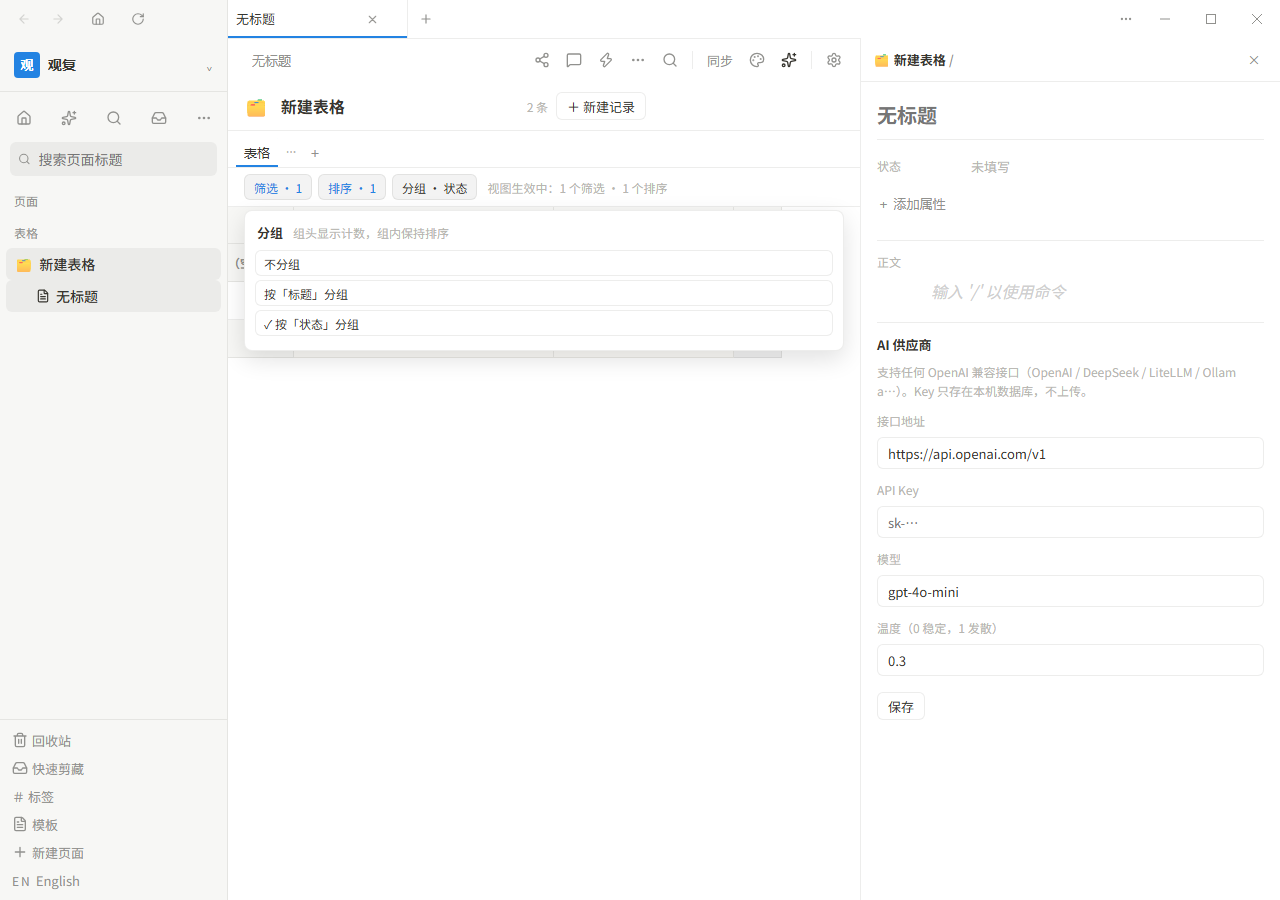 无标题
观 观复
搜索页面标题
页面
表格
新建表格
无标题
回收站
快速剪藏
# 标签
模板
新建页面
EN English
无标题
同步
新建表格
2 条
+ 新建记录
表格
筛选 · 1
排序 · 1
分组 · 状态
视图生效中：1 个筛选 · 1 个排序
分组 组头显示计数，组内保持排序
不分组
按「标题」分组
✓ 按「状态」分组
新建表格 /
无标题
状态 未填写
+ 添加属性
正文
输入 '/' 以使用命令
AI 供应商
支持任何 OpenAI 兼容接口（OpenAI / DeepSeek / LiteLLM / Ollam
a…）。Key 只存在本机数据库，不上传。
接口地址
https://api.openai.com/v1
API Key
sk-…
模型
gpt-4o-mini
温度（0 稳定，1 发散）
0.3
保存